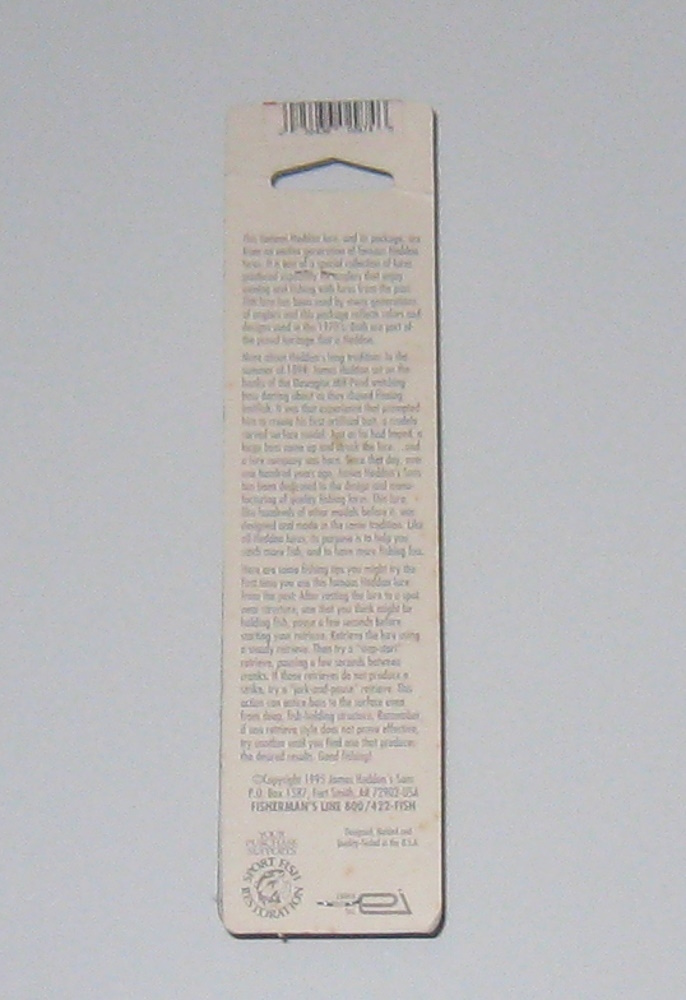 This famous Heddon lure, and its package, are
from an earlier generation of famous Heddon
lures. It is one of a special collection of lures
produced especially for anglers that enjoy
owning and fishing with lures from the past.
This lure has been used by many generations
of anglers and this package reflects colors and
designs used in the 1970's. Both are part of
the proud heritage that is Heddon.
More about Heddon's long tradition: In the
summer of 1894, James Heddon sat on the
banks of the Dowagiac Mill Pond watching
bass darting about as they chased fleeing
baitfish. It was that experience that prompted
him to create his first artificial bait, a
carved surface model. Just as he had hoped, a
large bass came up and struck the lure. . .and
a lure company was born. Since that day, over
one hundred years ago, James Heddon's Sons
has been dedicated to the design and manu-
facturing of quality fishing lures. This lure,
like hundreds of other models before it, was
designed and made in the same tradition. Like
all Heddon lures, its purpose is to help you
catch more fish, and to have more fishing fun.
Here are some fishing tips you might try the
first time you use this famous Heddon lure
from the past: After casting the lure to a spot
near structure, one that you think might be
holding fish, pause a few seconds before
starting your retrieve. Retrieve the lure using
a steady retrieve. Then try a "stop-start"
retrieve, pausing a few seconds between
cranks. If these retrieves do not produce a
strike, try a "jerk-and-pause" retrieve. This
action can entice bass to the surface even
from deep, fish-holding structure. Remember,
if one retrieve style does not prove effective,
try another until you find one that produces
the desired results. Good fishing!
©Copyright 1995 James Heddon's Sons
P.O. Box 1587, Fort Smith, AR 72902-USA
FISHERMAN'S LINE 800/422-FISH
YOUR
PURCHASE
SUPPORTS
SPORT FISH
RESTORATION
Designed, and
Quality-Tested in the U.S.A.